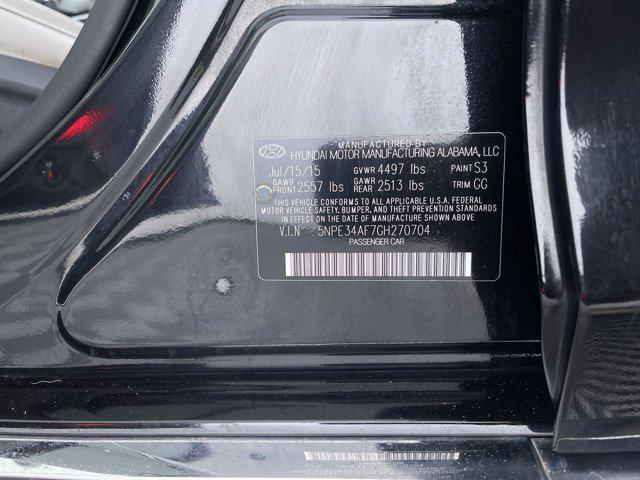 MANUFACTURED BY
HYUNDAI MOTOR MANUFACTURING ALABAMA, LLC
Jul/15/15 GVWR 4497 lbs PAINT S3
GAWR FRONT 2557 lbs GAWR REAR 2513 lbs TRIM GG
THIS VEHICLE CONFORMS TO ALL APPLICABLE U.S.A. FEDERAL
MOTOR VEHICLE SAFETY, BUMPER, AND THEFT PREVENTION
STANDARDS IN EFFECT ON THE DATE OF MANUFACTURE SHOWN ABOVE.
V.I.N 5NPE34AF7GH270704
PASSENGER CAR